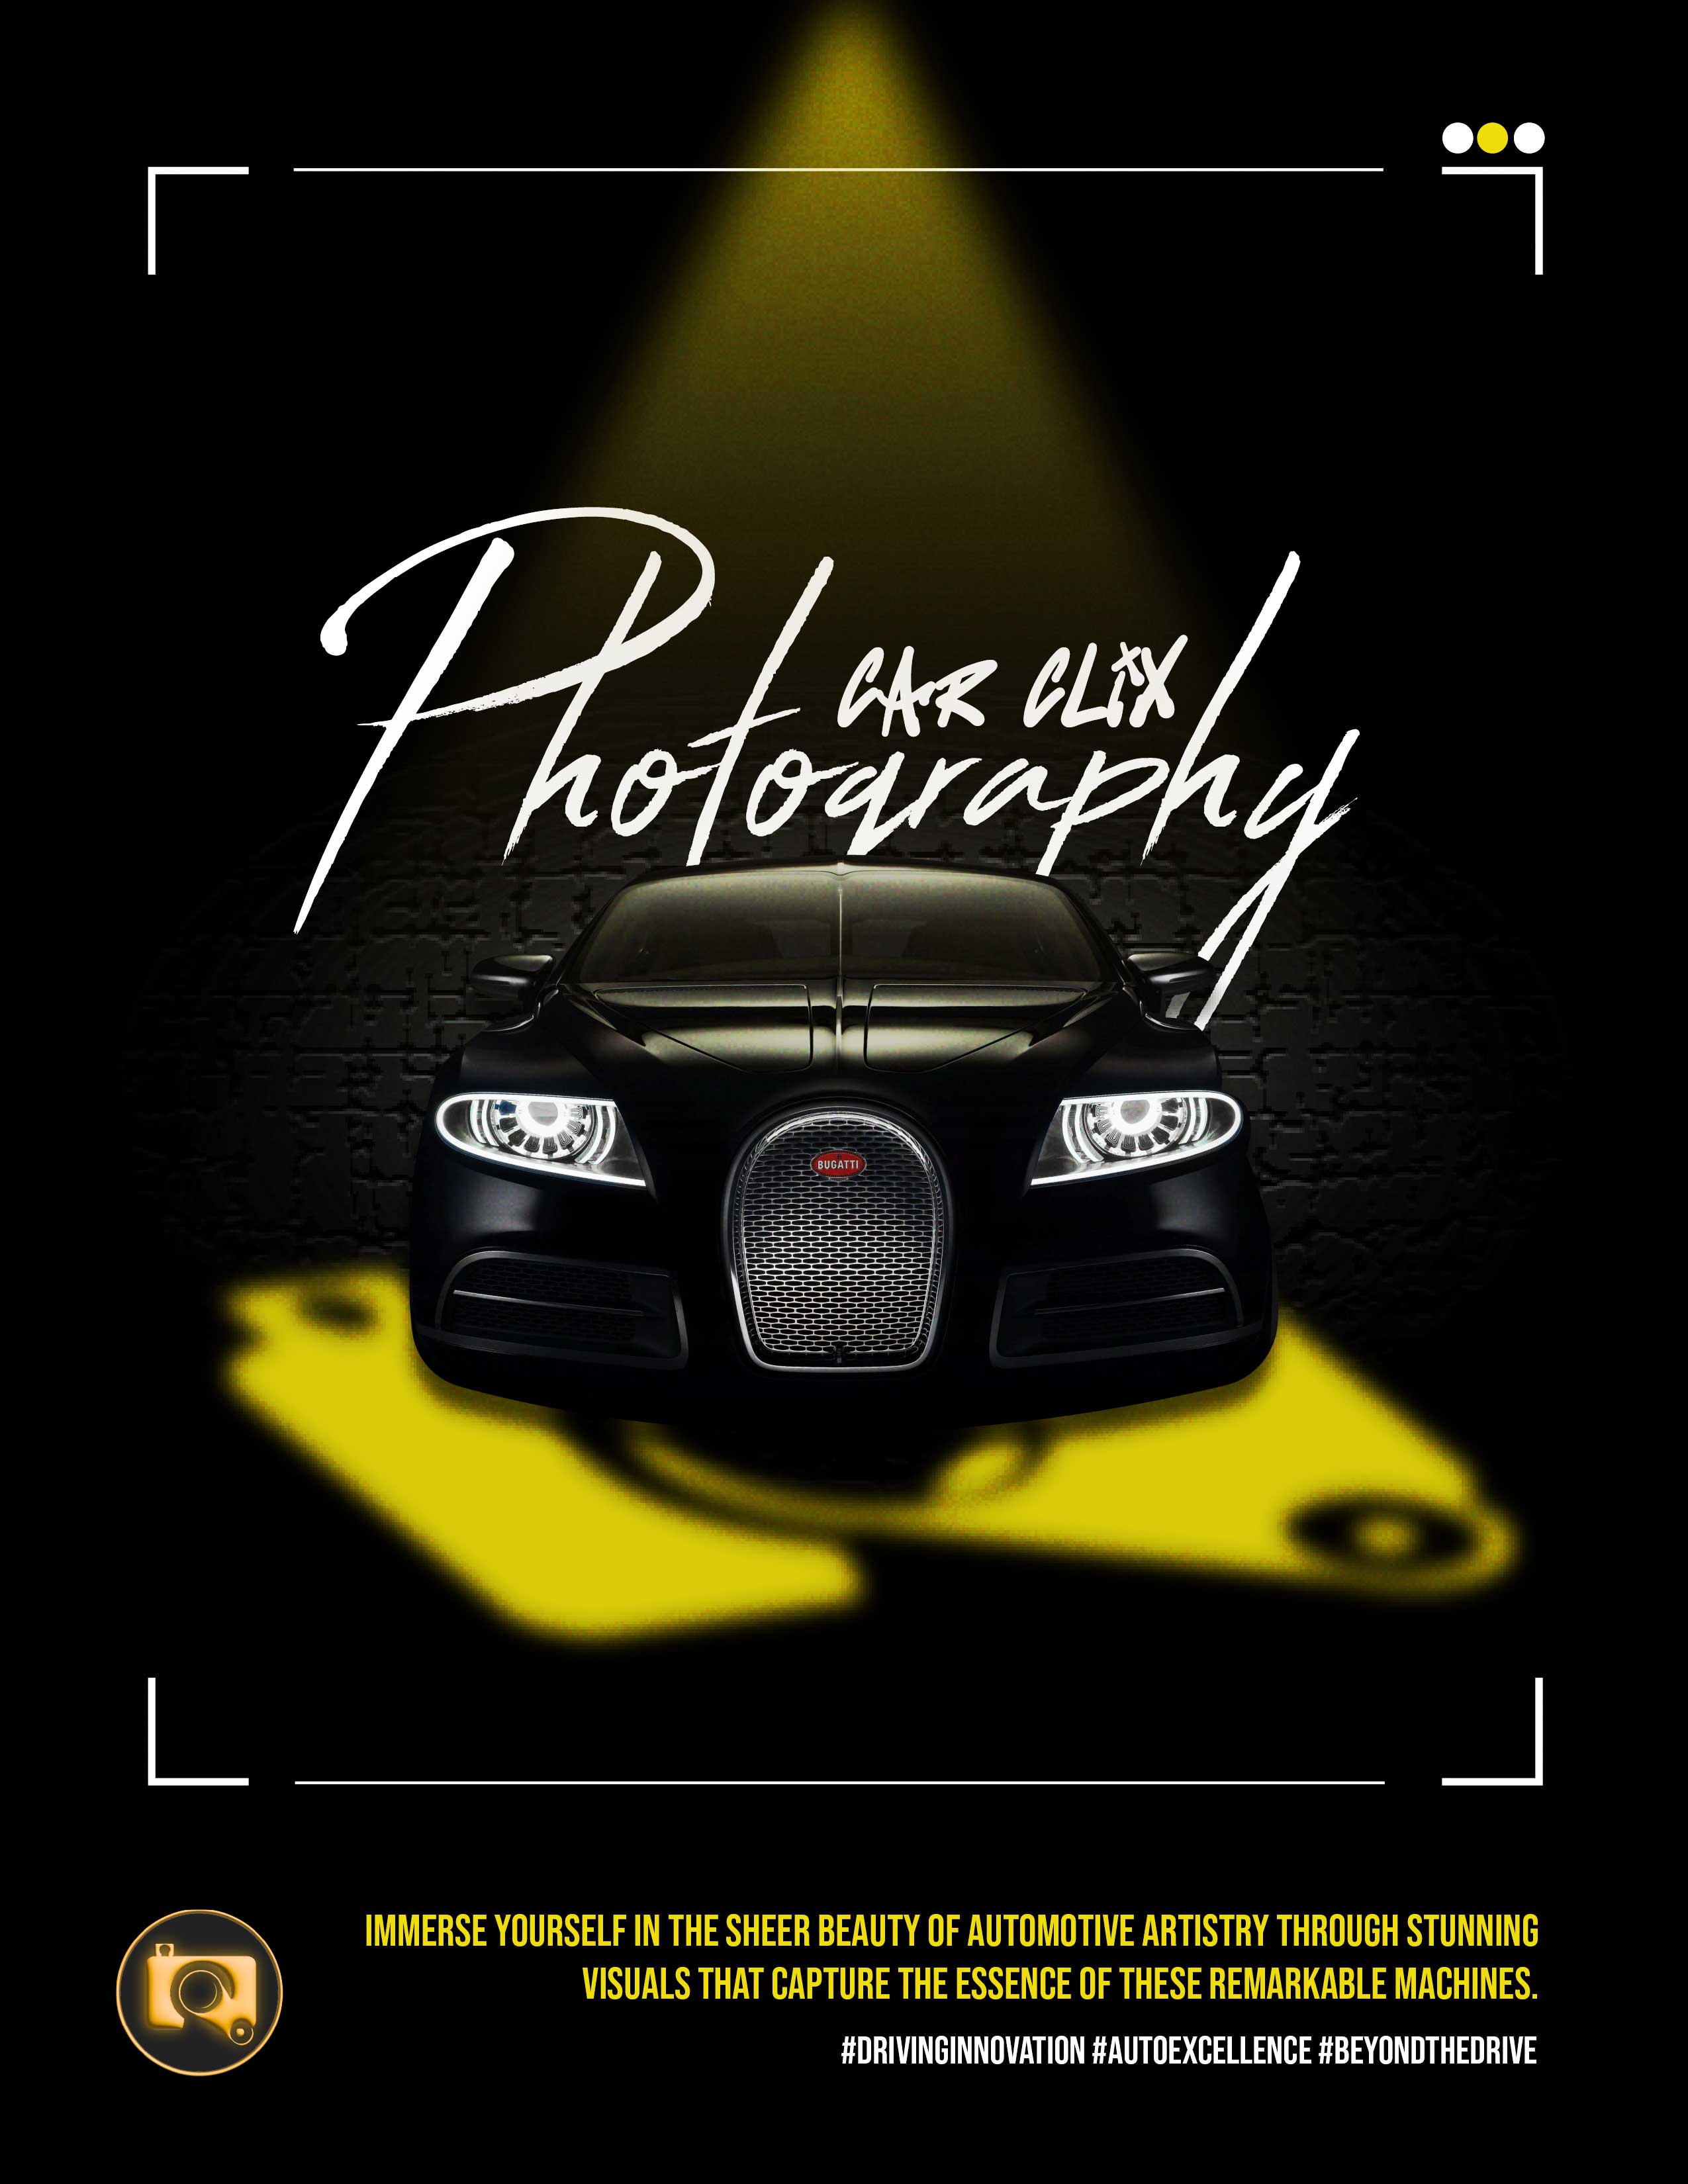 CAR CLiX
Photography
BUGATTI
IMMERSE YOURSELF IN THE SHEER BEAUTY OF AUTOMOTIVE ARTISTRY THROUGH STUNNING
VISUALS THAT CAPTURE THE ESSENCE OF THESE REMARKABLE MACHINES.
#DRIVINGINNOVATION #AUTOEXCELLENCE #BEYONDTHEDRIVE